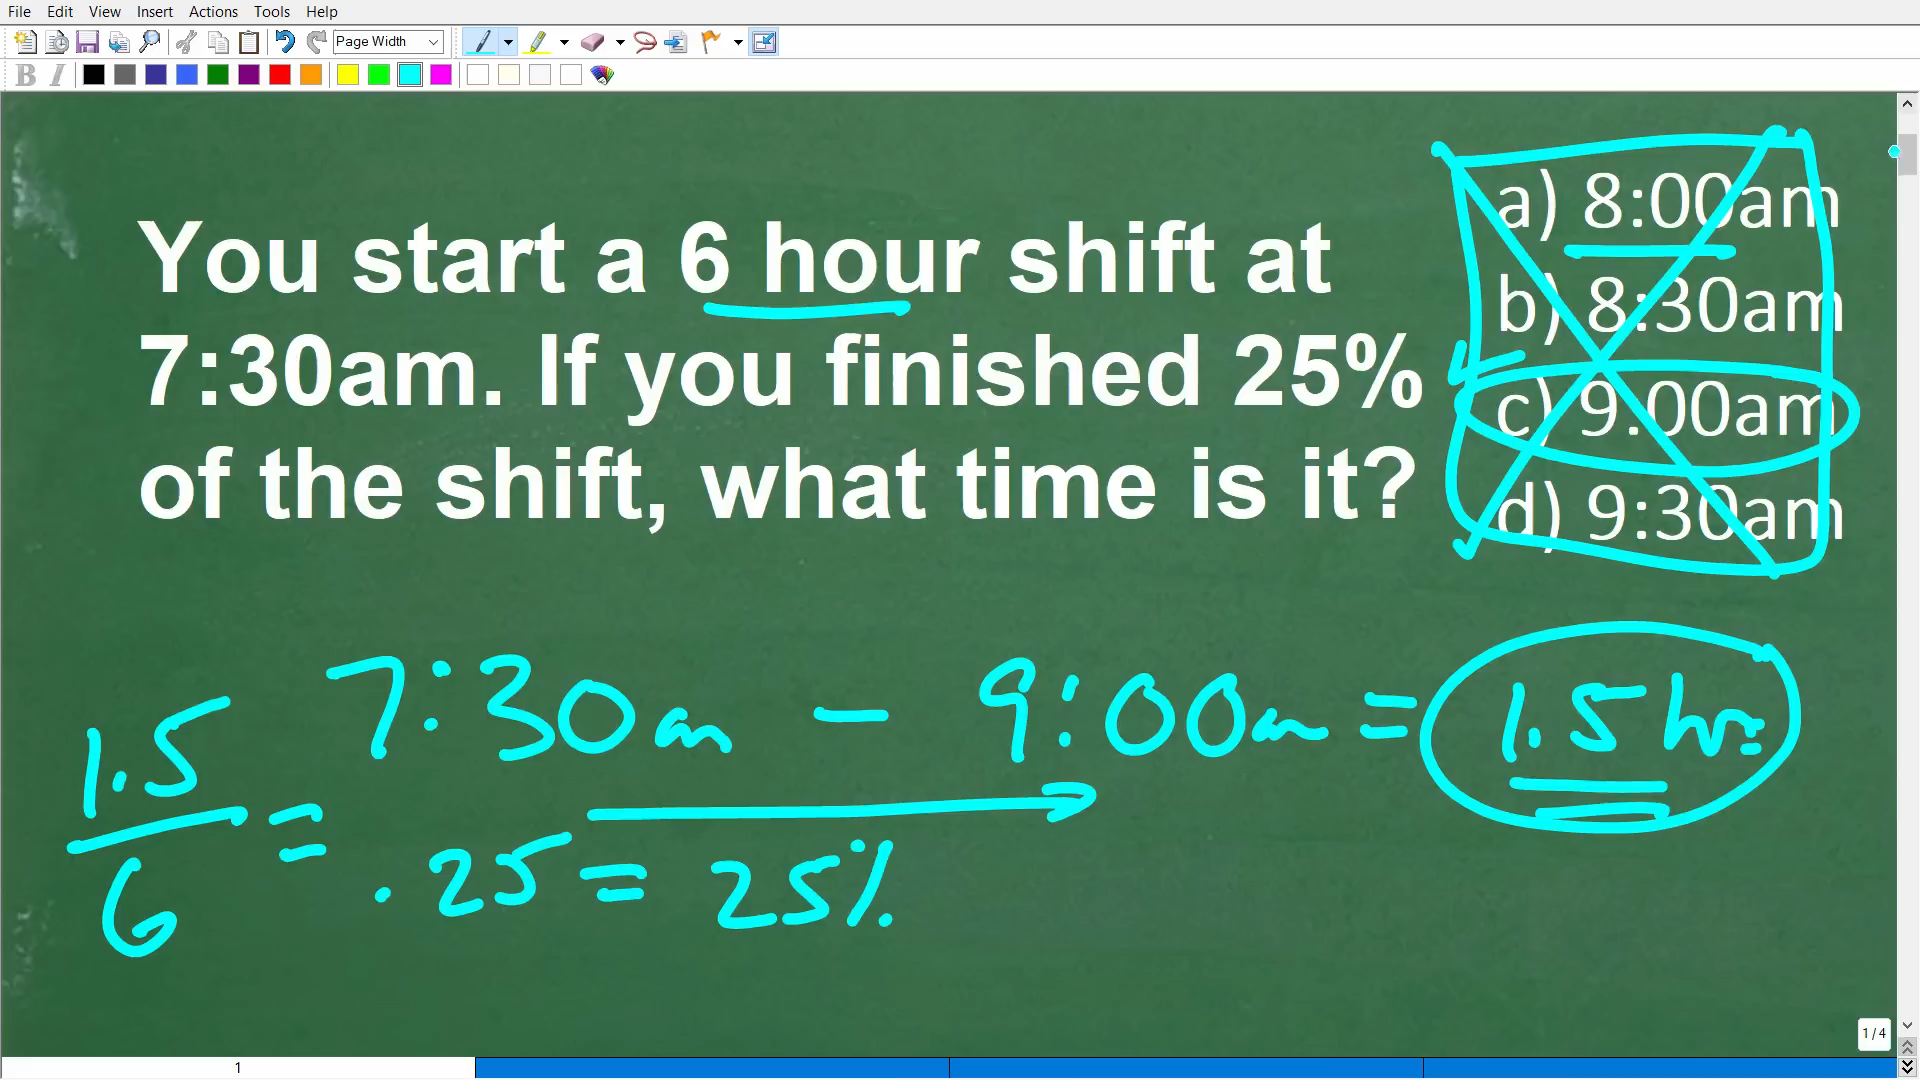 File Edit View Insert Actions Tools Help
Page Width
B I
You start a 6 hour shift at
7:30am. If you finished 25%
of the shift, what time is it?
a) 8:00am
b) 8:30am
c) 9:00am
d) 9:30am
7:30am - 9:00am = 1.5 hr
1.5
6
= .25 = 25%
1 / 4
1